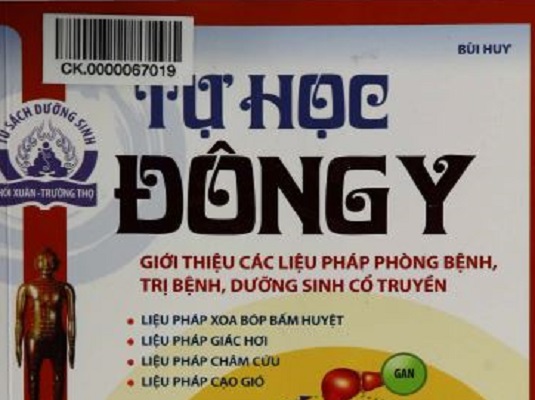 CK.0000067019
BÙI HUY
TỦ SÁCH DƯỠNG SINH
HỒI XUÂN - TRƯỜNG THỌ
TỰ HỌC
ĐÔNG Y
GIỚI THIỆU CÁC LIỆU PHÁP PHÒNG BỆNH,
TRỊ BỆNH, DƯỠNG SINH CỔ TRUYỀN
• LIỆU PHÁP XOA BÓP BẤM HUYỆT
• LIỆU PHÁP GIÁC HƠI
• LIỆU PHÁP CHÂM CỨU
• LIỆU PHÁP CẠO GIÓ
GAN